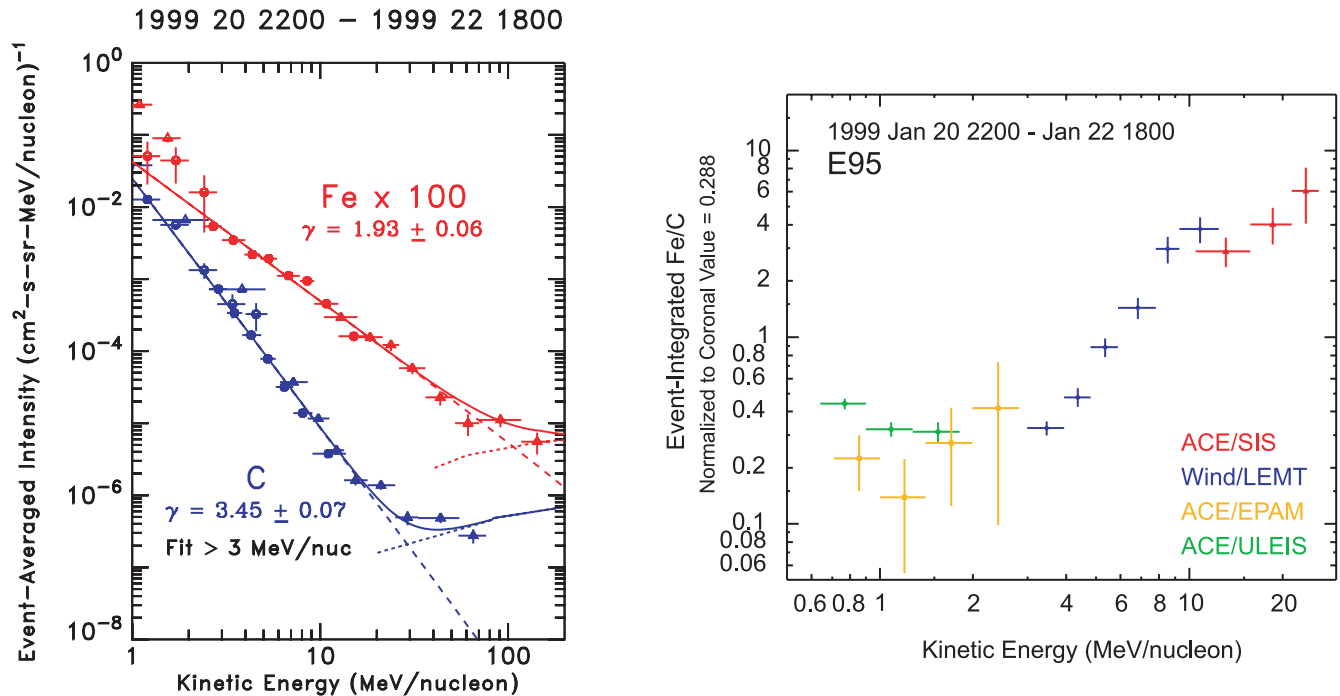 1999 20 2200 – 1999 22 1800
Event–Averaged Intensity (cm²–s–sr–MeV/nucleon)⁻¹
10⁰
10⁻²
10⁻⁴
10⁻⁶
10⁻⁸
Fe x 100
γ = 1.93 ± 0.06
C
γ = 3.45 ± 0.07
Fit > 3 MeV/nuc
1
10
100
Kinetic Energy (MeV/nucleon)
Event-Integrated Fe/C
Normalized to Coronal Value = 0.288
1999 Jan 20 2200 - Jan 22 1800
E95
10
8
6
4
2
1
0.8
0.6
0.4
0.2
0.1
0.08
0.06
ACE/SIS
Wind/LEMT
ACE/EPAM
ACE/ULEIS
0.6 0.8 1 2 4 6 8 10 20
Kinetic Energy (MeV/nucleon)